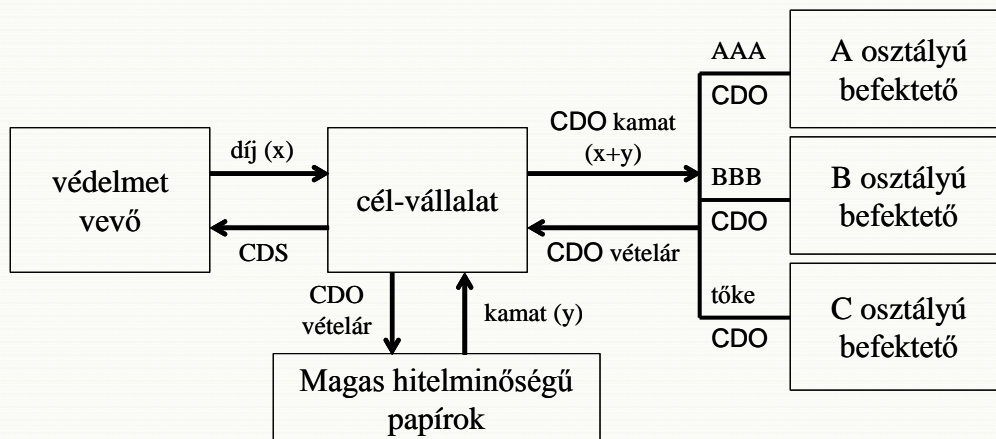 védelmet
vevő
díj (x)
CDS
cél-vállalat
CDO
vételár
kamat (y)
Magas hitelminőségű
papírok
CDO kamat
(x+y)
CDO vételár
AAA
CDO
BBB
CDO
tőke
CDO
A osztályú
befektető
B osztályú
befektető
C osztályú
befektető